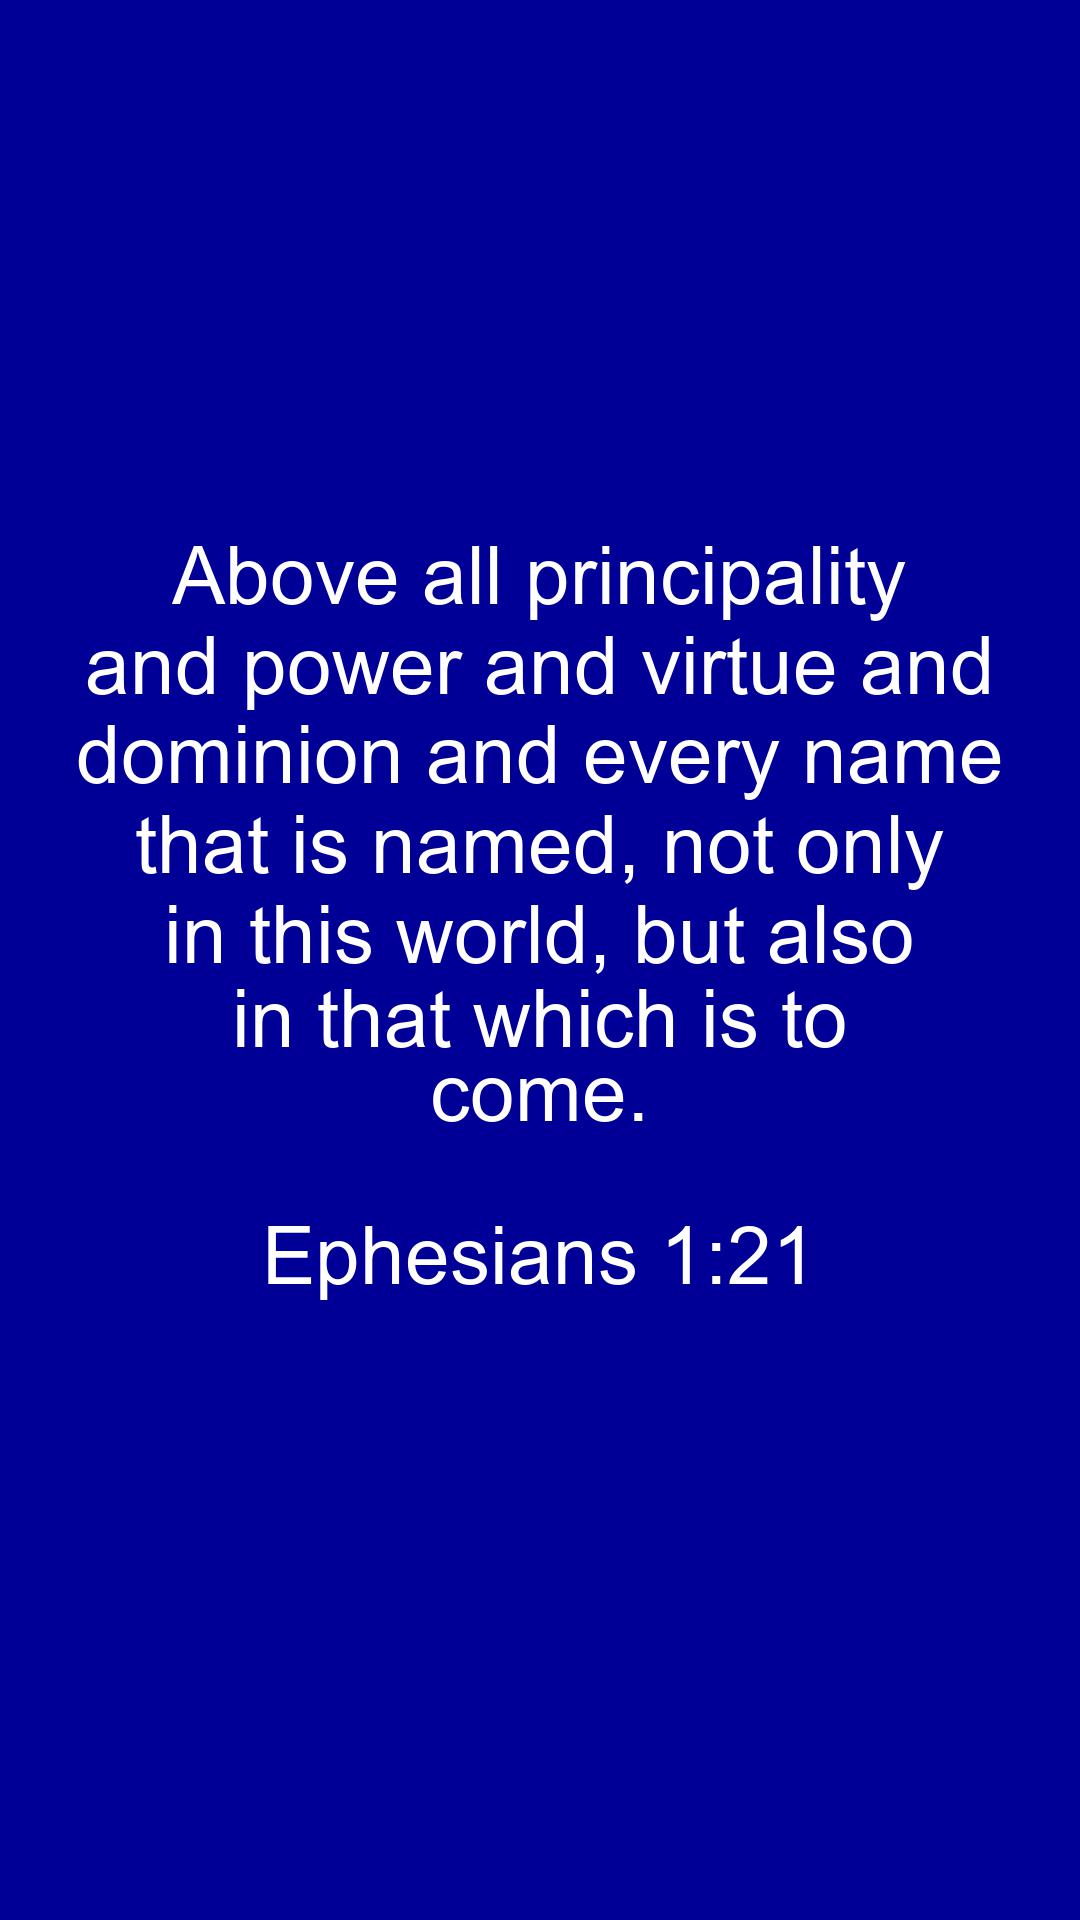 Above all principality
and power and virtue and
dominion and every name
that is named, not only
in this world, but also
in that which is to
come.
Ephesians 1:21